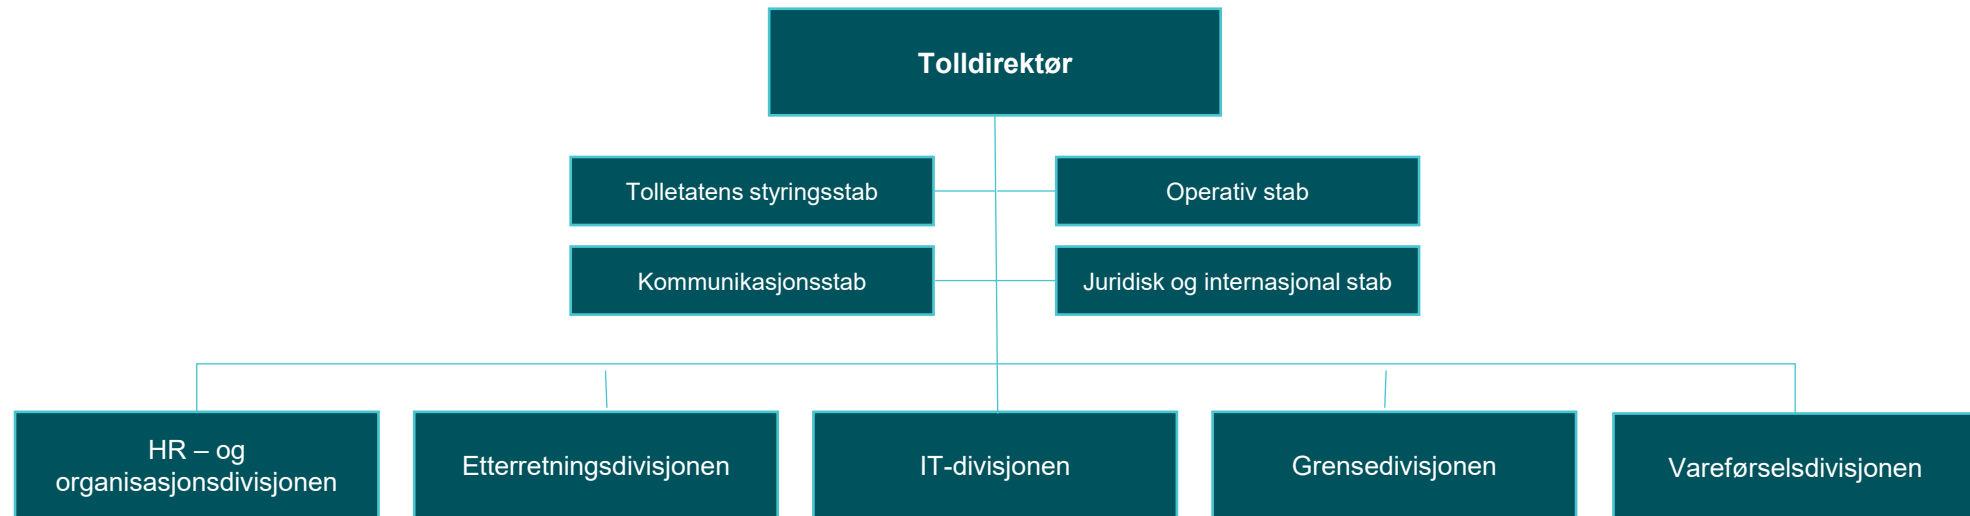 Tolldirektør
Tolletatens styringsstab
Operativ stab
Kommunikasjonsstab
Juridisk og internasjonal stab
HR – og
organisasjonsdivisjonen
Etterretningsdivisjonen
IT-divisjonen
Grensedivisjonen
Vareførselsdivisjonen